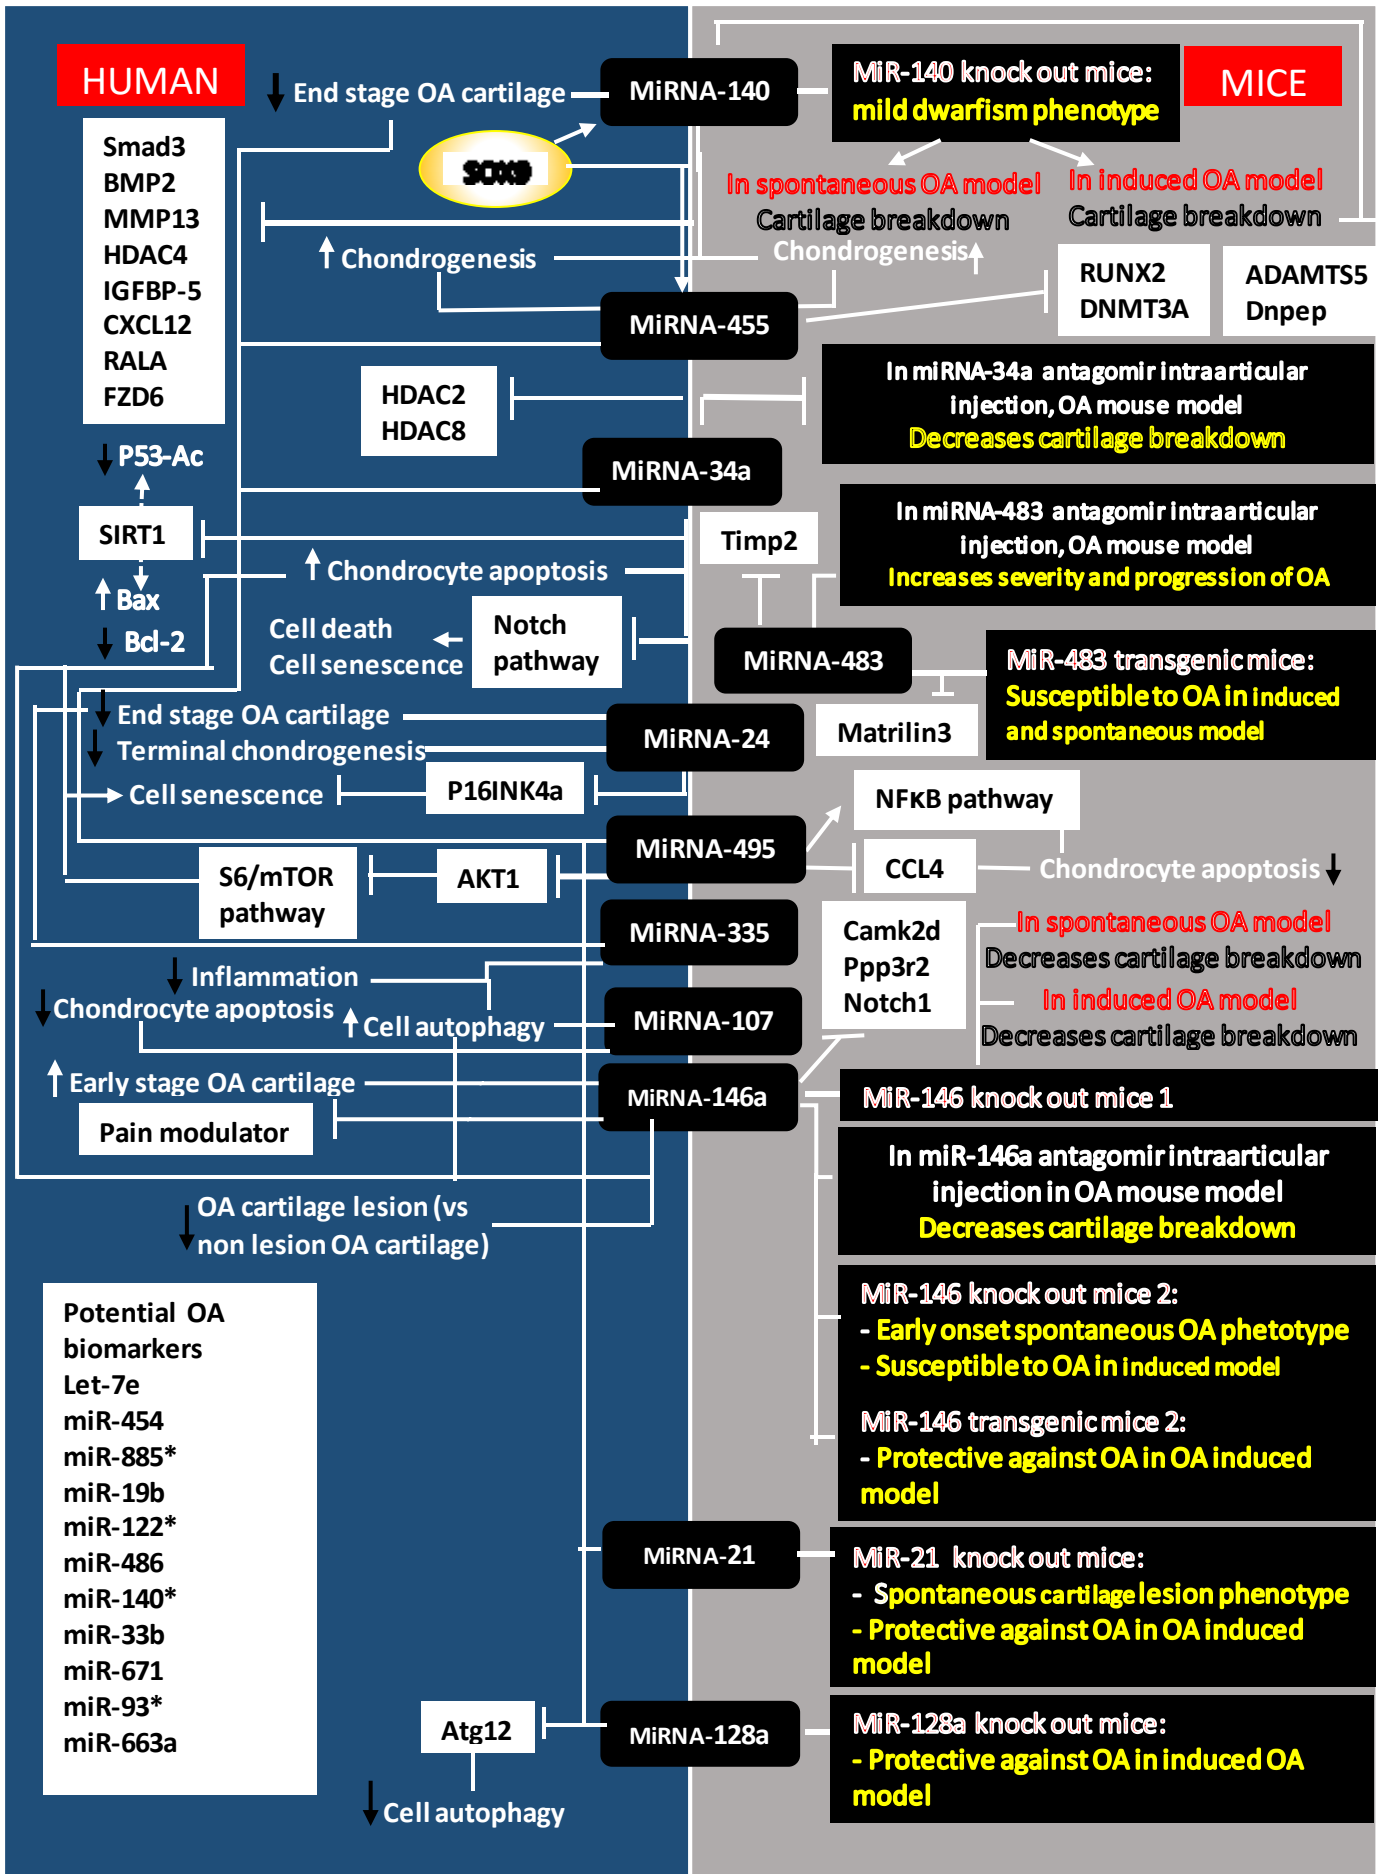 HUMAN
MICE
End stage OA cartilage
MiRNA-140
MiR-140 knock out mice:
mild dwarfism phenotype
Smad3
BMP2
MMP13
HDAC4
IGFBP-5
CXCL12
RALA
FZD6
SOX9
In spontaneous OA model
Cartilage breakdown
In induced OA model
Cartilage breakdown
Chondrogenesis
Chondrogenesis
RUNX2
DNMT3A
ADAMTS5
Dnpep
MiRNA-455
HDAC2
HDAC8
In miRNA-34a antagomir intraarticular
injection, OA mouse model
Decreases cartilage breakdown
P53-Ac
MiRNA-34a
SIRT1
Timp2
In miRNA-483 antagomir intraarticular
injection, OA mouse model
Increases severity and progression of OA
Chondrocyte apoptosis
Bax
Bcl-2
Cell death
Cell senescence
Notch
pathway
MiRNA-483
MiR-483 transgenic mice:
Susceptible to OA in induced
and spontaneous model
End stage OA cartilage
Terminal chondrogenesis
MiRNA-24
Matrilin3
Cell senescence
P16INK4a
NFĸB pathway
MiRNA-495
S6/mTOR
pathway
AKT1
CCL4
Chondrocyte apoptosis
MiRNA-335
Camk2d
Ppp3r2
Notch1
In spontaneous OA model
Decreases cartilage breakdown
In induced OA model
Decreases cartilage breakdown
Inflammation
Chondrocyte apoptosis
Cell autophagy
MiRNA-107
Early stage OA cartilage
MiRNA-146a
MiR-146 knock out mice 1
Pain modulator
In miR-146a antagomir intraarticular
injection in OA mouse model
Decreases cartilage breakdown
OA cartilage lesion (vs
non lesion OA cartilage)
MiR-146 knock out mice 2:
- Early onset spontaneous OA phetotype
- Susceptible to OA in induced model
MiR-146 transgenic mice 2:
- Protective against OA in OA induced
model
Potential OA
biomarkers
Let-7e
miR-454
miR-885*
miR-19b
miR-122*
miR-486
miR-140*
miR-33b
miR-671
miR-93*
miR-663a
MiRNA-21
MiR-21 knock out mice:
- Spontaneous cartilage lesion phenotype
- Protective against OA in OA induced
model
Atg12
MiRNA-128a
MiR-128a knock out mice:
- Protective against OA in induced OA
model
Cell autophagy